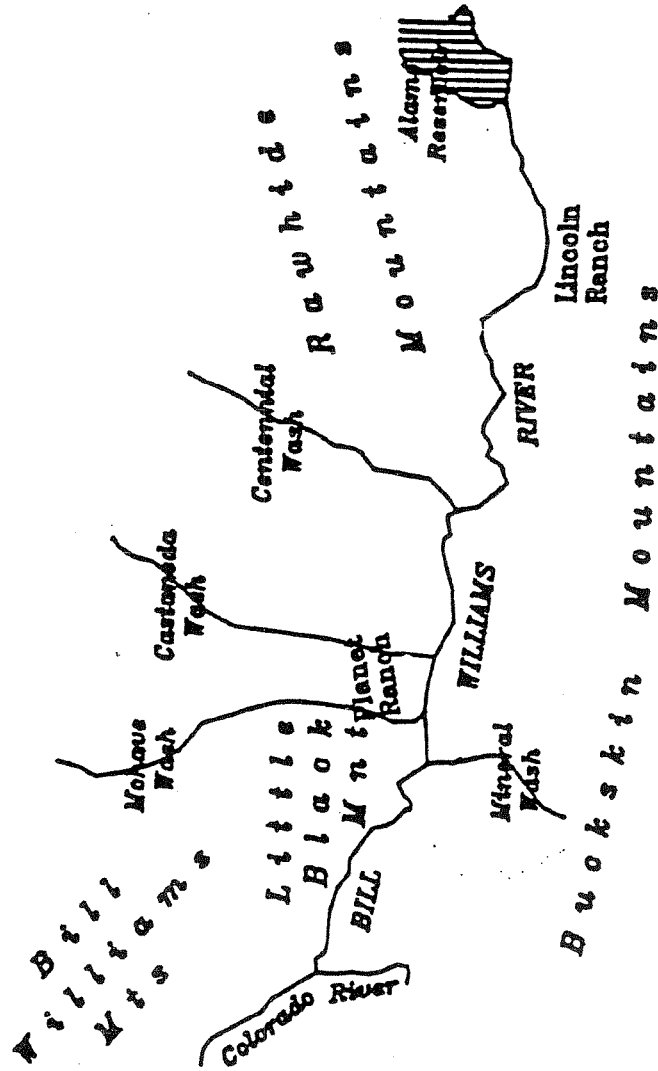 Bill
Williams
Mts
Mohave
Wash
Castaneda
Wash
Centennial
Wash
Rawhide
Mountains
Alamo
Reservoir
Little
Black
Mnt
Planet
Ranch
Colorado River
BILL
WILLIAMS
RIVER
Lincoln
Ranch
Mineral
Wash
Buckskin Mountains